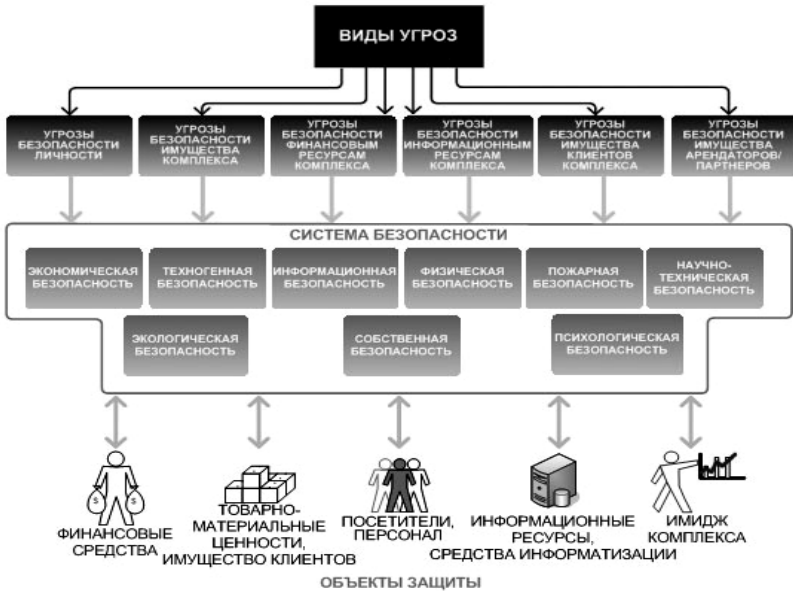 ВИДЫ УГРОЗ
УГРОЗЫ
БЕЗОПАСНОСТИ
ЛИЧНОСТИ
УГРОЗЫ
БЕЗОПАСНОСТИ
ИМУЩЕСТВА
КОМПЛЕКСА
УГРОЗЫ
БЕЗОПАСНОСТИ
ФИНАНСОВЫМ
РЕСУРСАМ
КОМПЛЕКСА
УГРОЗЫ
БЕЗОПАСНОСТИ
ИНФОРМАЦИОННЫМ
РЕСУРСАМ
КОМПЛЕКСА
УГРОЗЫ
БЕЗОПАСНОСТИ
ИМУЩЕСТВА
КЛИЕНТОВ
КОМПЛЕКСА
УГРОЗЫ
БЕЗОПАСНОСТИ
ИМУЩЕСТВА
АРЕНДАТОРОВ/
ПАРТНЕРОВ
СИСТЕМА БЕЗОПАСНОСТИ
ЭКОНОМИЧЕСКАЯ
БЕЗОПАСНОСТЬ
ТЕХНОГЕННАЯ
БЕЗОПАСНОСТЬ
ИНФОРМАЦИОННАЯ
БЕЗОПАСНОСТЬ
ФИЗИЧЕСКАЯ
БЕЗОПАСНОСТЬ
ПОЖАРНАЯ
БЕЗОПАСНОСТЬ
НАУЧНО-
ТЕХНИЧЕСКАЯ
БЕЗОПАСНОСТЬ
ЭКОЛОГИЧЕСКАЯ
БЕЗОПАСНОСТЬ
СОБСТВЕННАЯ
БЕЗОПАСНОСТЬ
ПСИХОЛОГИЧЕСКАЯ
БЕЗОПАСНОСТЬ
$ $
ФИНАНСОВЫЕ
СРЕДСТВА
ТОВАРНО-
МАТЕРИАЛЬНЫЕ
ЦЕННОСТИ,
ИМУЩЕСТВО КЛИЕНТОВ
ПОСЕТИТЕЛИ,
ПЕРСОНАЛ
ИНФОРМАЦИОННЫЕ
РЕСУРСЫ,
СРЕДСТВА ИНФОРМАТИЗАЦИИ
ИМИДЖ
КОМПЛЕКСА
ОБЪЕКТЫ ЗАЩИТЫ